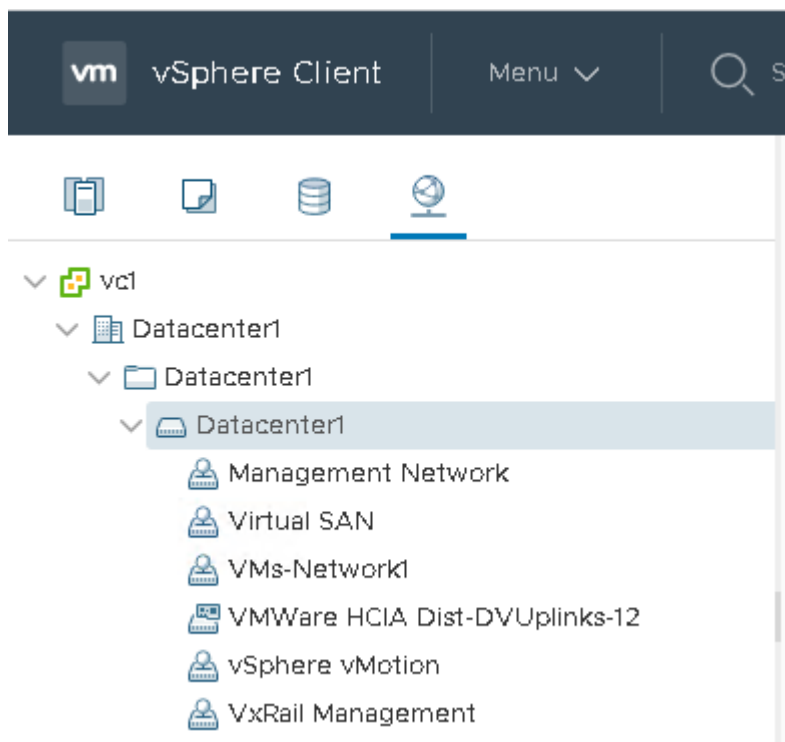 vm vSphere Client Menu S
vc1
Datacenter1
Datacenter1
Datacenter1
Management Network
Virtual SAN
VMs-Network1
VMWare HCIA Dist-DVUplinks-12
vSphere vMotion
VxRail Management